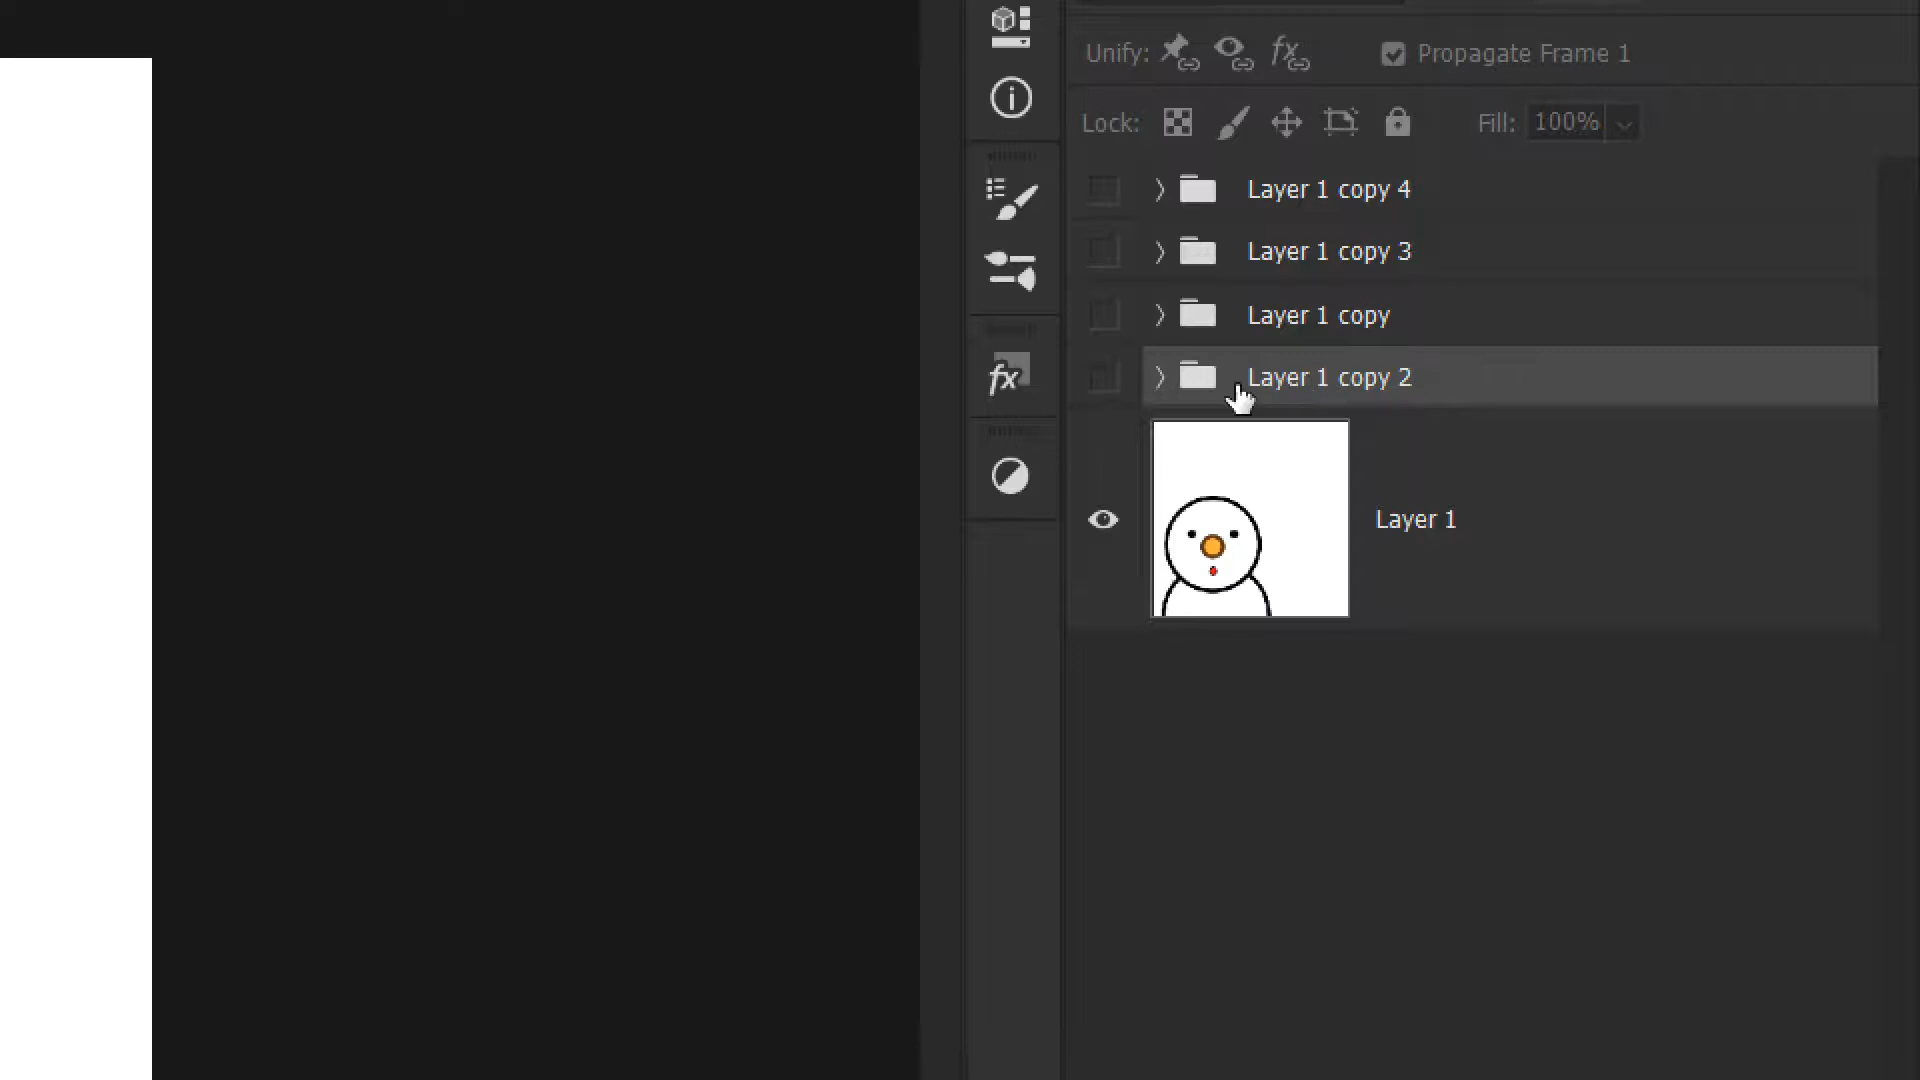 Unify: Propagate Frame 1
Lock: Fill: 100%
Layer 1 copy 4
Layer 1 copy 3
Layer 1 copy
Layer 1 copy 2
Layer 1
fx